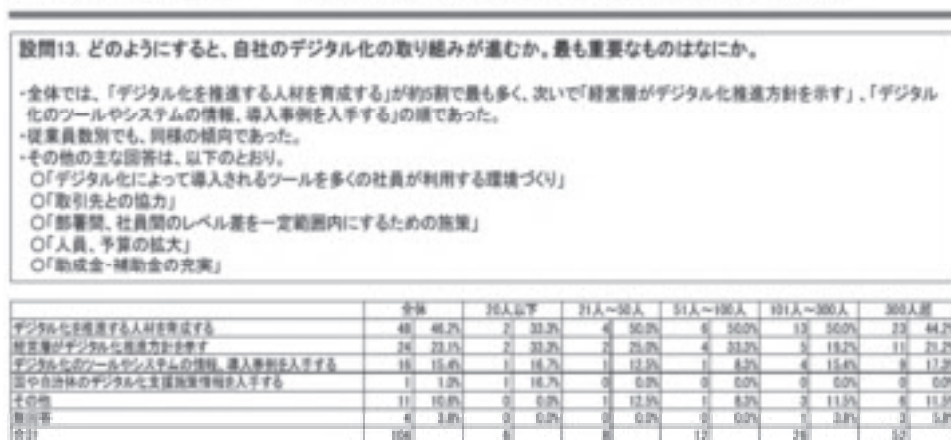 設問13. どのようにすると、自社のデジタル化の取り組みが進むか。最も重要なものはなにか。
・全体では、「デジタル化を推進する人材を育成する」が約5割で最も多く、次いで「経営層がデジタル化推進方針を示す」、「デジタル
化のツールやシステムの情報、導入事例を入手する」の順であった。
・従業員数別でも、同様の傾向であった。
・その他の主な回答は、以下のとおり。
〇「デジタル化によって導入されるツールを多くの社員が利用する環境づくり」
〇「取引先との協力」
〇「部署間、社員間のレベル差を一定範囲内にするための施策」
〇「人員、予算の拡大」
〇「助成金・補助金の充実」
全体 20人以下 21人～50人 51人～100人 101人～300人 300人超
デジタル化を推進する人材を育成する 48 46.2% 2 33.3% 4 50.0% 6 50.0% 13 50.0% 23 44.2%
経営層がデジタル化推進方針を示す 24 23.1% 2 33.3% 2 25.0% 4 33.3% 5 19.2% 11 21.2%
デジタル化のツールやシステムの情報、導入事例を入手する 16 15.4% 1 16.7% 1 12.5% 1 8.3% 4 15.4% 9 17.3%
国や自治体のデジタル化支援施策情報を入手する 1 1.0% 1 16.7% 0 0.0% 0 0.0% 0 0.0% 0 0.0%
その他 11 10.6% 0 0.0% 1 12.5% 1 8.3% 3 11.5% 6 11.5%
無回答 4 3.8% 0 0.0% 0 0.0% 0 0.0% 1 3.8% 3 5.8%
合計 104 6 8 12 26 52